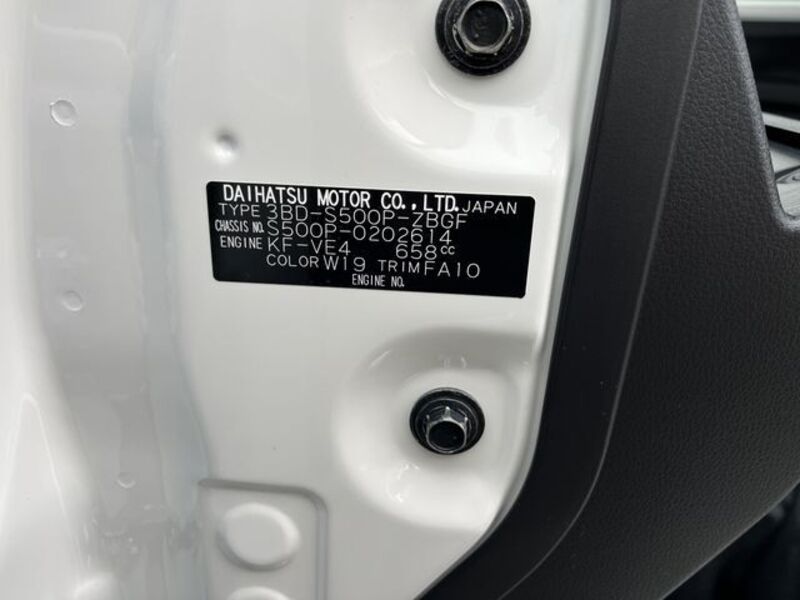 DAIHATSU MOTOR CO., LTD. JAPAN
TYPE 3BD-S500P-ZBGF
CHASSIS NO. S500P-0202614
ENGINE KF-VE4 658cc
COLOR W19 TRIM FA10
ENGINE NO.